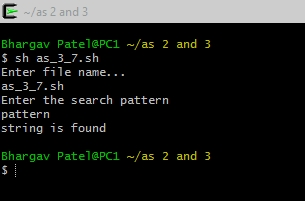 ~/as 2 and 3
Bhargav Patel@PC1 ~/as 2 and 3
$ sh as_3_7.sh
Enter file name...
as_3_7.sh
Enter the search pattern
pattern
string is found
Bhargav Patel@PC1 ~/as 2 and 3
$